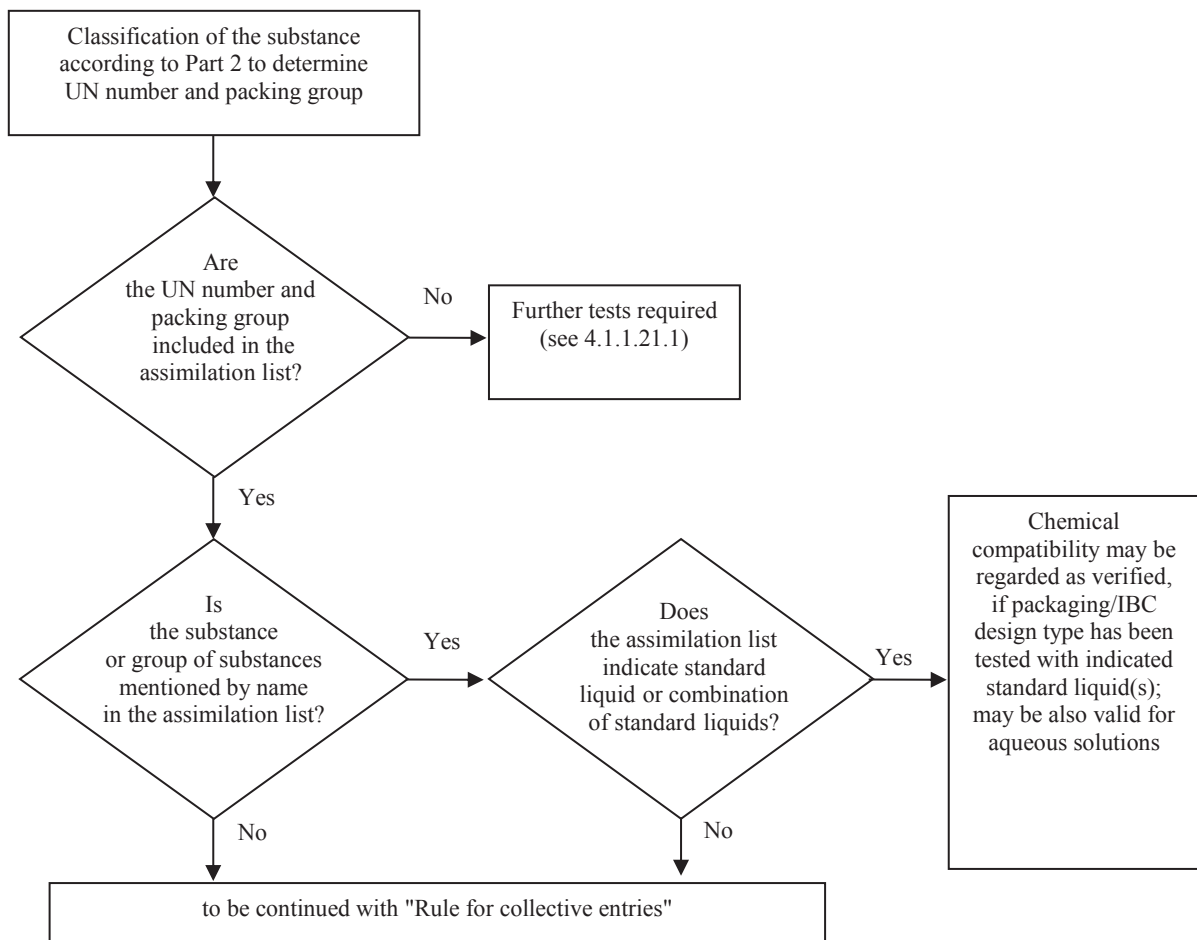 Classification of the substance
according to Part 2 to determine
UN number and packing group
Are
the UN number and
packing group
included in the
assimilation list?
No
Further tests required
(see 4.1.1.21.1)
Yes
Is
the substance
or group of substances
mentioned by name
in the assimilation list?
Yes
Does
the assimilation list
indicate standard
liquid or combination
of standard liquids?
Yes
Chemical
compatibility may be
regarded as verified,
if packaging/IBC
design type has been
tested with indicated
standard liquid(s);
may be also valid for
aqueous solutions
No
No
to be continued with "Rule for collective entries"